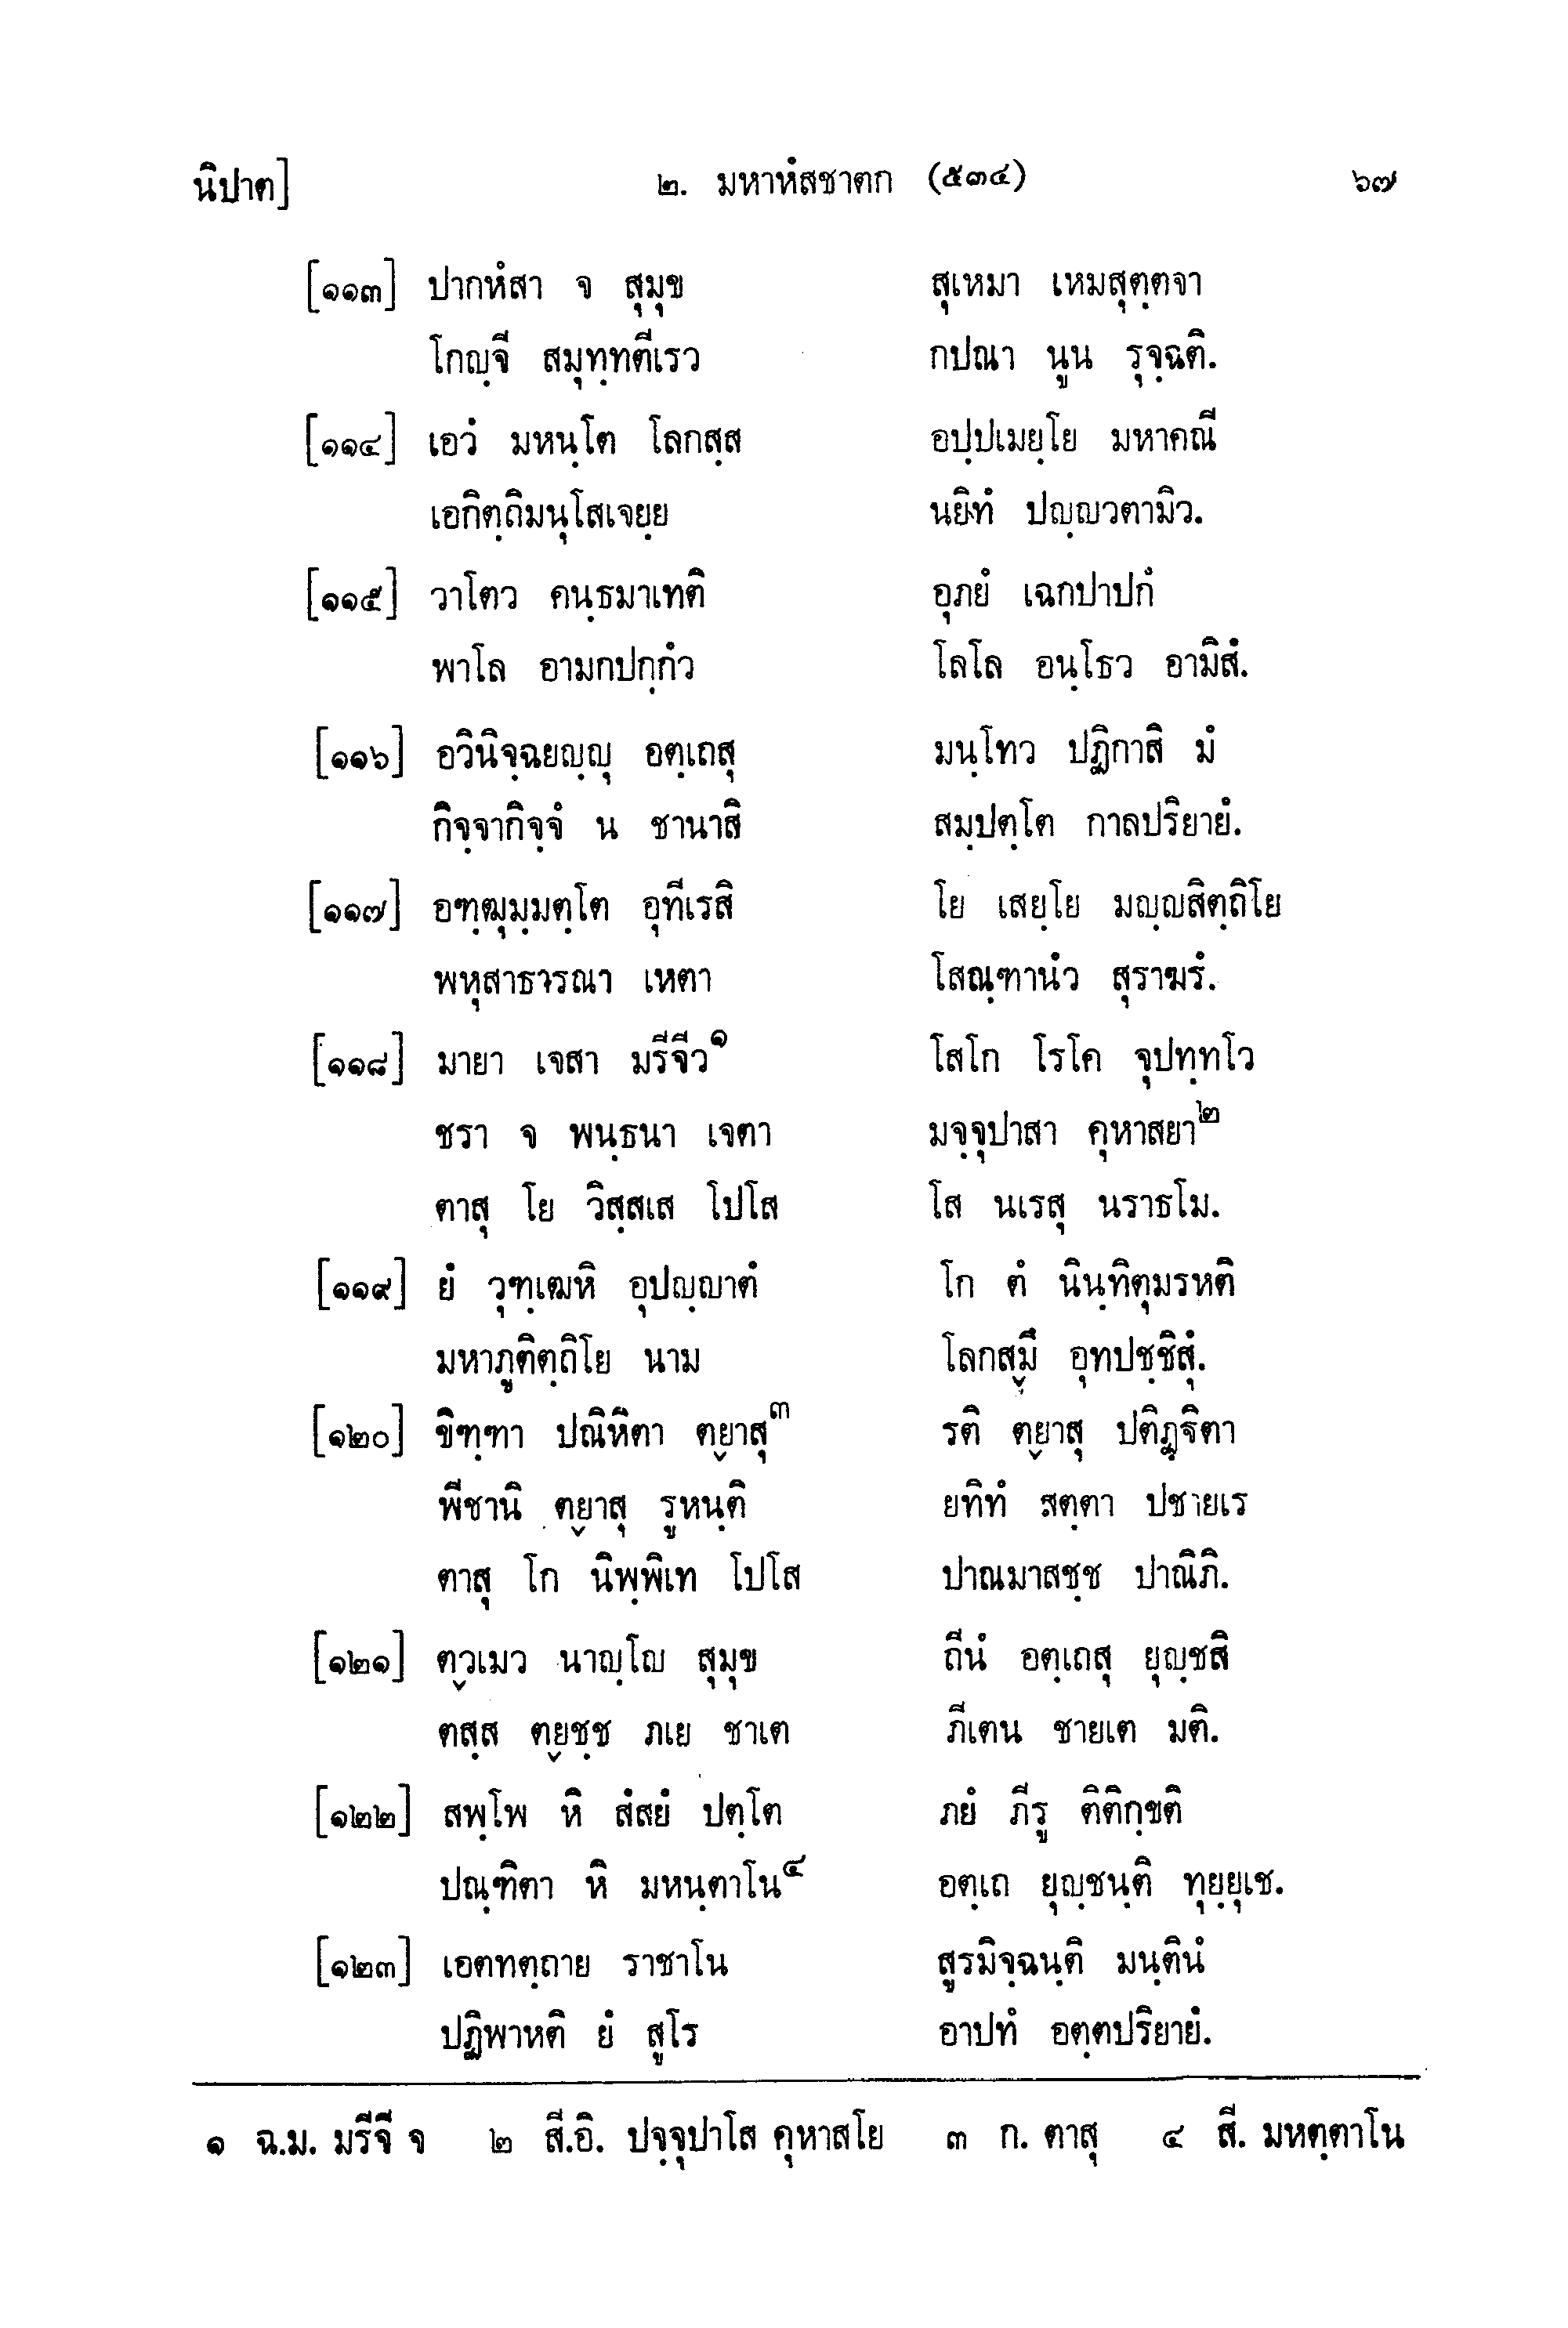 นิปาต] ๒. มหาหํสชาตก (๕๓๔) ๖๗
[๑๑๓] ปากหํสา จ สุมุข สุเหมา เหมสุตฺตจา
โกญฺจี สมุทฺทตีเรว กปณา นูน รุจฺฉติ.
[๑๑๔] เอวํ มหนฺโต โลกสฺส อปฺปเมยฺโย มหาคณี
เอกิตฺถิมนุโสเจยฺย นยิทํ ปญฺญวตามิว.
[๑๑๕] วาโตว คนฺธมาเทติ อุภยํ เฉกปาปกํ
พาโล อามกปกฺกํว โลโล อนฺโธว อามิสํ.
[๑๑๖] อวินิจฺฉยญฺญุ อตฺเถสุ มนฺโทว ปฏิกาสิ มํ
กิจฺจากิจฺจํ น ชานาสิ สมฺปตฺโต กาลปริยายํ.
[๑๑๗] อฑฺฒุมฺมตฺโต อุทีเรสิ โย เสยฺโย มญฺญสิตฺถิโย
พหุสาธารณา เหตา โสณฺฑานํว สุราฆรํ.
[๑๑๘] มายา เจสา มรีจีว๑ โสโก โรโค จุปทฺทโว
ชรา จ พนฺธนา เจตา มจฺจุปาสา คุหาสยา๒
ตาสุ โย วิสฺสเส โปโส โส นเรสุ นราธโม.
[๑๑๙] ยํ วุฑฺเฒหิ อุปญฺญาตํ โก ตํ นินฺทิตุมรหติ
มหาภูติตฺถิโย นาม โลกสฺมึ อุทปชฺชิสุํ.
[๑๒๐] ขิฑฺฑา ปณิหิตา ตฺยาสุ๓ รติ ตฺยาสุ ปติฏฺฐิตา
พีชานิ ตฺยาสุ รูหนฺติ ยทิทํ สตฺตา ปชายเร
ตาสุ โก นิพฺพิเท โปโส ปาณมาสชฺช ปาณิภิ.
[๑๒๑] ตฺวเมว นาญฺโญ สุมุข ถีนํ อตฺเถสุ ยุญฺชสิ
ตสฺส ตฺยชฺช ภเย ชาเต ภีเตน ชายเต มติ.
[๑๒๒] สพฺโพ หิ สํสยํ ปตฺโต ภยํ ภีรู ติติกฺขติ
ปณฺฑิตา หิ มหนฺตาโน๔ อตฺเถ ยุญฺชนฺติ ทุยฺยุเช.
[๑๒๓] เอตทตฺถาย ราชาโน สูรมิจฺฉนฺติ มนฺตินํ
ปฏิพาหติ ยํ สูโร อาปทํ อตฺตปริยายํ.
๑ ฉ.ม. มรีจี จ ๒ สี.อิ. ปจฺจุปาโส คุหาสโย ๓ ก. ตาสุ ๔ สี. มหตฺตาโน